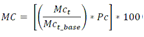 MC = [(Mc_t / Mc_t_base) * Pc] * 100